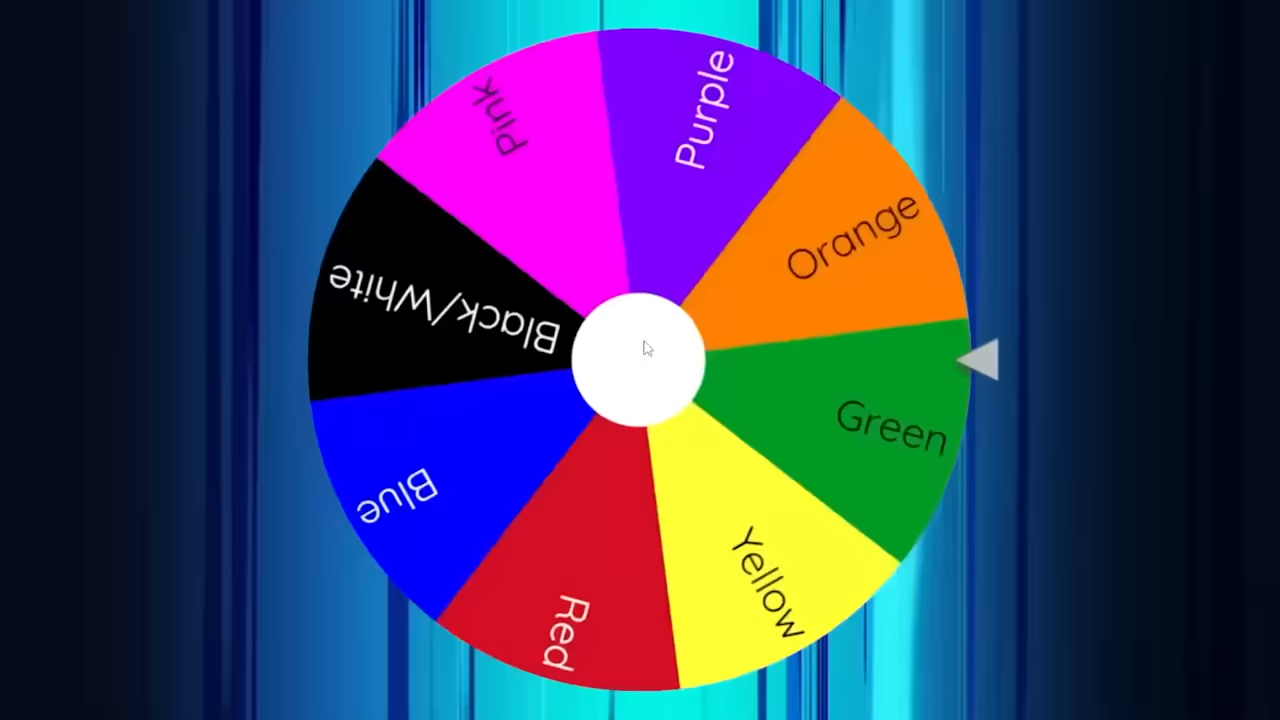 Purple
Orange
Green
Yellow
Red
Blue
Black/White
Pink